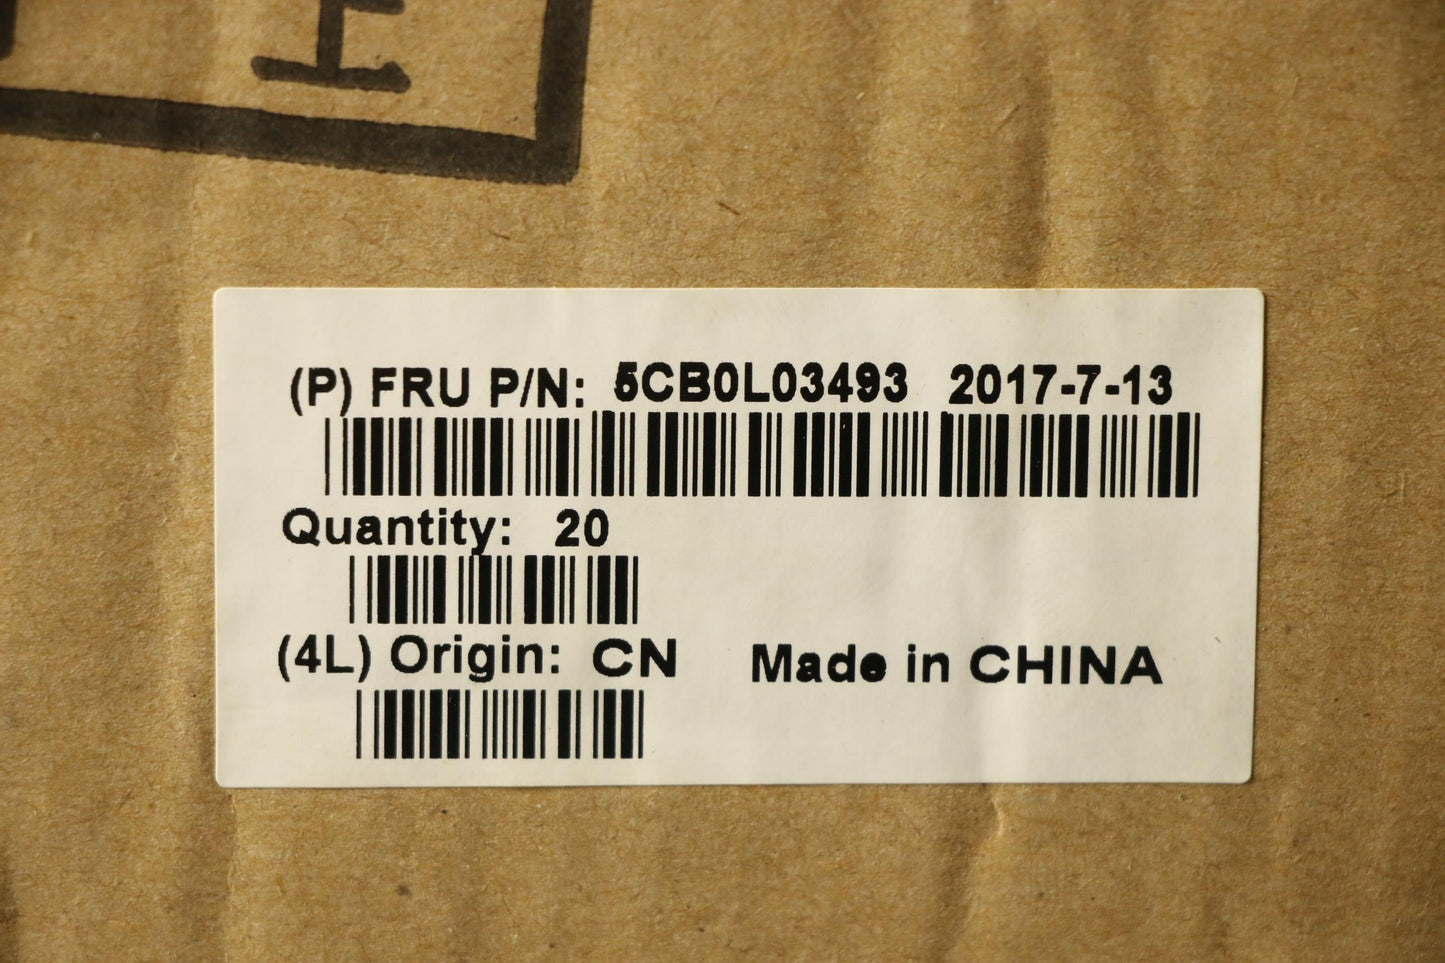 (P) FRU P/N: 5CB0L03493 2017-7-13
Quantity: 20
(4L) Origin: CN Made in CHINA